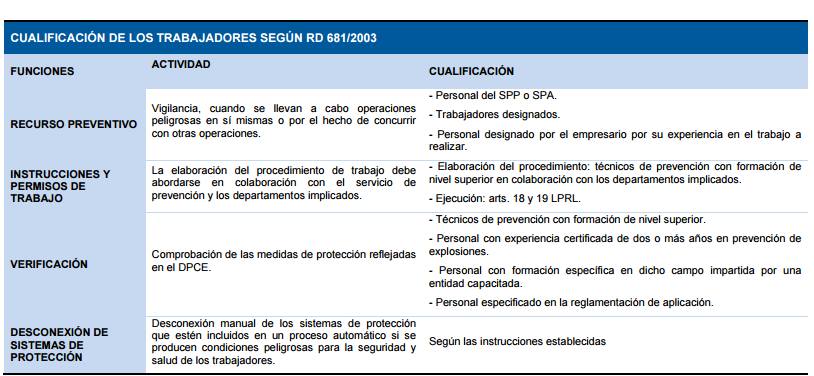 CUALIFICACIÓN DE LOS TRABAJADORES SEGÚN RD 681/2003
FUNCIONES
ACTIVIDAD
CUALIFICACIÓN
RECURSO PREVENTIVO
Vigilancia, cuando se llevan a cabo operaciones
peligrosas en sí mismas o por el hecho de concurrir
con otras operaciones.
- Personal del SPP o SPA.
- Trabajadores designados.
- Personal designado por el empresario por su experiencia en el trabajo a
realizar.
INSTRUCCIONES Y
PERMISOS DE
TRABAJO
La elaboración del procedimiento de trabajo debe
abordarse en colaboración con el servicio de
prevención y los departamentos implicados.
- Elaboración del procedimiento: técnicos de prevención con formación de
nivel superior en colaboración con los departamentos implicados.
- Ejecución: arts. 18 y 19 LPRL.
VERIFICACIÓN
Comprobación de las medidas de protección reflejadas
en el DPCE.
- Técnicos de prevención con formación de nivel superior.
- Personal con experiencia certificada de dos o más años en prevención de
explosiones.
- Personal con formación específica en dicho campo impartida por una
entidad capacitada.
- Personal especificado en la reglamentación de aplicación.
DESCONEXIÓN DE
SISTEMAS DE
PROTECCIÓN
Desconexión manual de los sistemas de protección
que estén incluidos en un proceso automático si se
producen condiciones peligrosas para la seguridad y
salud de los trabajadores.
Según las instrucciones establecidas